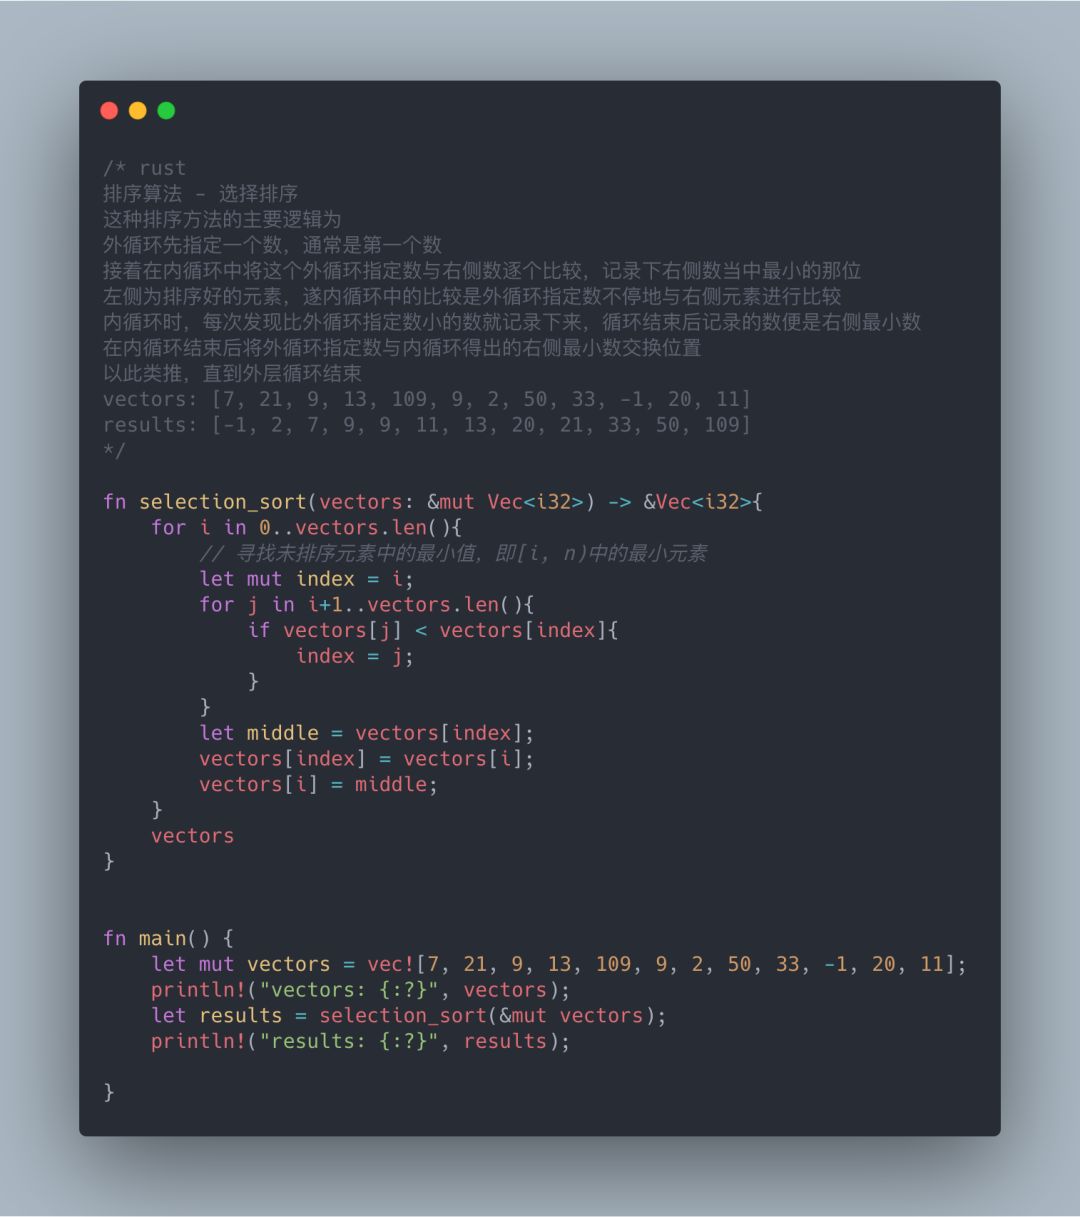 /* rust
排序算法 - 选择排序
这种排序方法的主要逻辑为
外循环先指定一个数，通常是第一个数
接着在内循环中将这个外循环指定数与右侧数逐个比较，记录下右侧数当中最小的那位
左侧为排序好的元素，遂内循环中的比较是外循环指定数不停地与右侧元素进行比较
内循环时，每次发现比外循环指定数小的数就记录下来，循环结束后记录的数便是右侧最小数
在内循环结束后将外循环指定数与内循环得出的右侧最小数交换位置
以此类推，直到外层循环结束
vectors: [7, 21, 9, 13, 109, 9, 2, 50, 33, -1, 20, 11]
results: [-1, 2, 7, 9, 9, 11, 13, 20, 21, 33, 50, 109]
*/
fn selection_sort(vectors: &mut Vec<i32>) -> &Vec<i32>{
    for i in 0..vectors.len(){
        // 寻找未排序元素中的最小值，即[i, n)中的最小元素
        let mut index = i;
        for j in i+1..vectors.len(){
            if vectors[j] < vectors[index]{
                index = j;
            }
        }
        let middle = vectors[index];
        vectors[index] = vectors[i];
        vectors[i] = middle;
    }
    vectors
}
fn main() {
    let mut vectors = vec![7, 21, 9, 13, 109, 9, 2, 50, 33, -1, 20, 11];
    println!("vectors: {:?}", vectors);
    let results = selection_sort(&mut vectors);
    println!("results: {:?}", results);
}